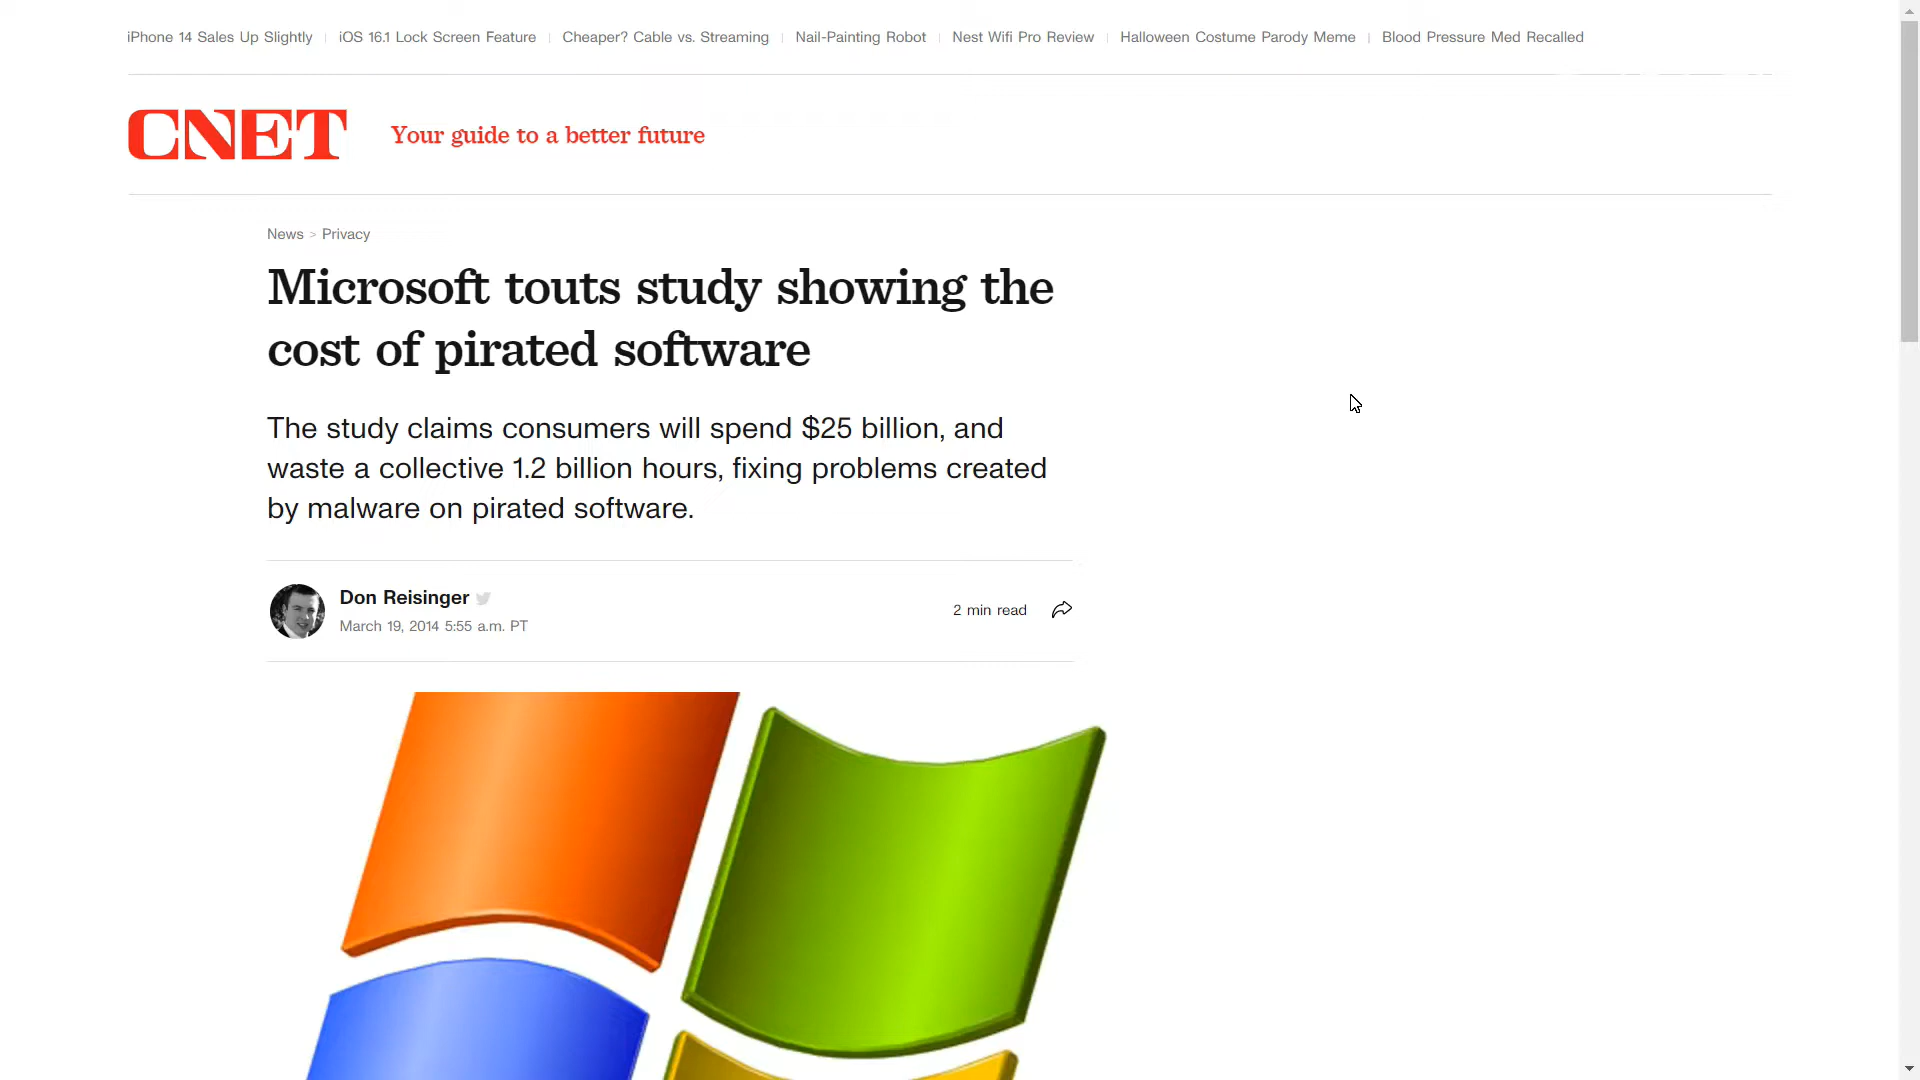 iPhone 14 Sales Up Slightly | iOS 16.1 Lock Screen Feature | Cheaper? Cable vs. Streaming | Nail-Painting Robot | Nest Wifi Pro Review | Halloween Costume Parody Meme | Blood Pressure Med Recalled
CNET Your guide to a better future
News > Privacy
Microsoft touts study showing the
cost of pirated software
The study claims consumers will spend $25 billion, and
waste a collective 1.2 billion hours, fixing problems created
by malware on pirated software.
Don Reisinger
2 min read
March 19, 2014 5:55 a.m. PT